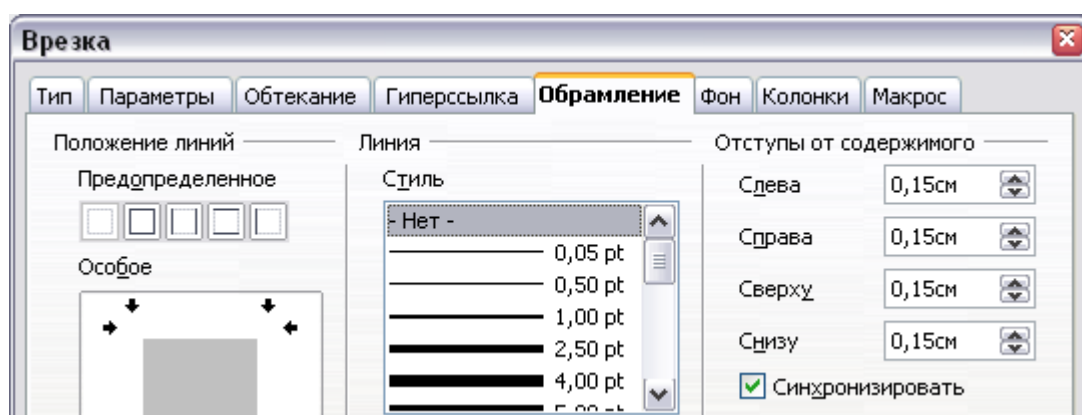 Врезка
Тип Параметры Обтекание Гиперссылка Обрамление Фон Колонки Макрос
Положение линий Линия Отступы от содержимого
Предопределенное Стиль Слева 0,15см
- Нет -
0,05 pt Справа 0,15см
Особое 0,50 pt Сверху 0,15см
1,00 pt
2,50 pt Снизу 0,15см
4,00 pt Синхронизировать